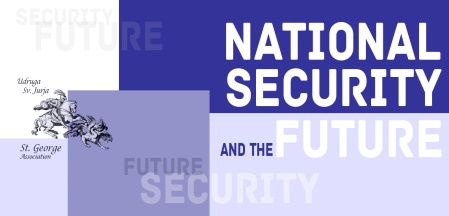 SECURITY
FUTURE
NATIONAL
SECURITY
AND THE FUTURE
Udruga
Sv. Jurja
St. George
Association
FUTURE
SECURITY